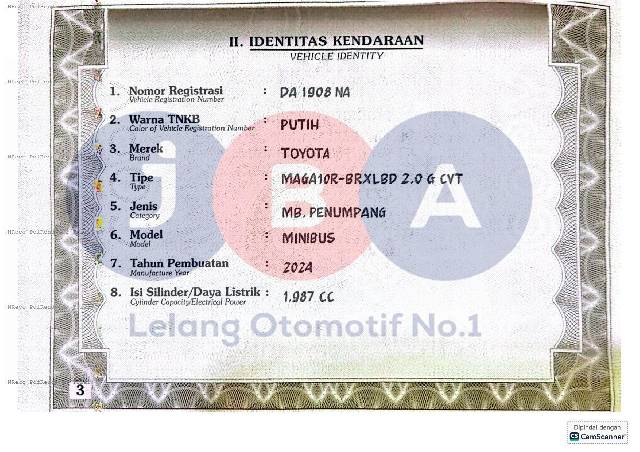 II. IDENTITAS KENDARAAN
VEHICLE IDENTITY
1. Nomor Registrasi : DA 1908 NA
Vehicle Registration Number
2. Warna TNKB : PUTIH
Color of Vehicle Registration Number
3. Merek : TOYOTA
Brand
4. Tipe : MAGA10R-BRXLBD 2.0 G CVT
Type
5. Jenis : MB. PENUMPANG
Category
6. Model : MINIBUS
Model
7. Tahun Pembuatan : 2024
Manufacture Year
8. Isi Silinder/Daya Listrik : 1.987 CC
Cylinder Capacity/Electrical Power
jBA
Lelang Otomotif No.1
3
Dipindai dengan
CS CamScanner